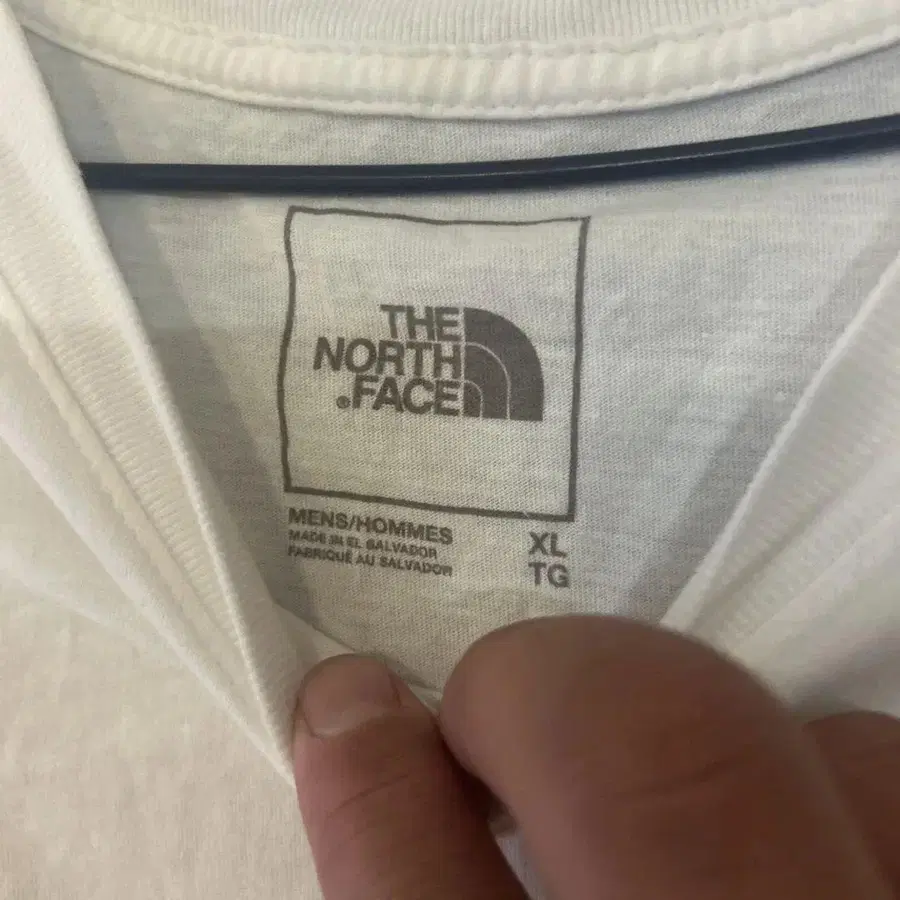 THE
NORTH
®FACE
MENS/HOMMES
MADE IN EL SALVADOR
FABRIQUÉ AU SALVADOR
XL
TG